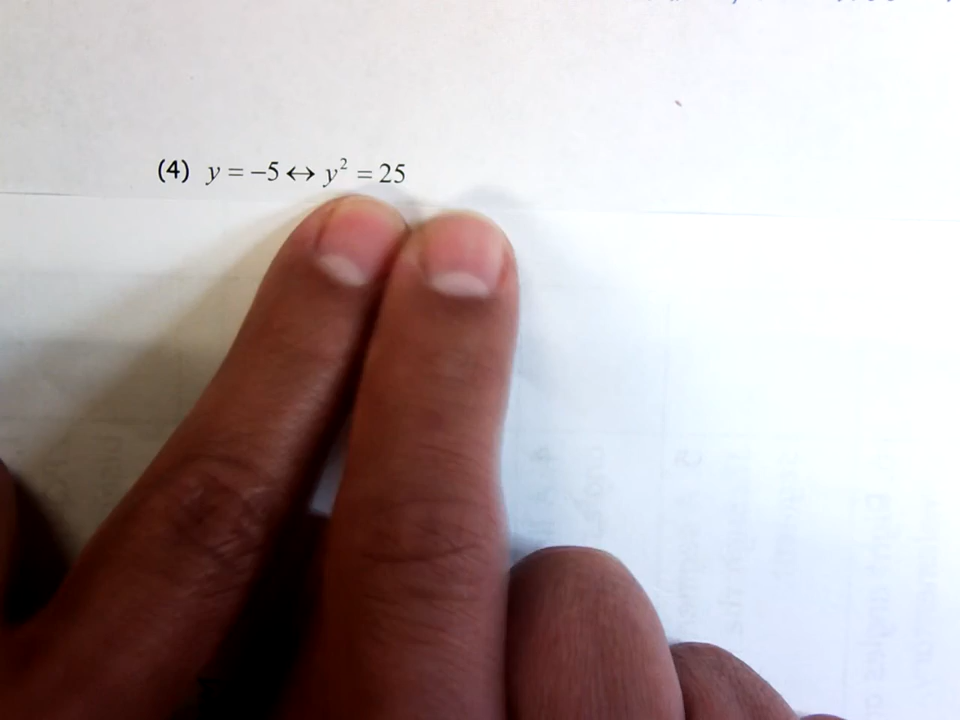 (4) y = −5 ↔ y² = 25